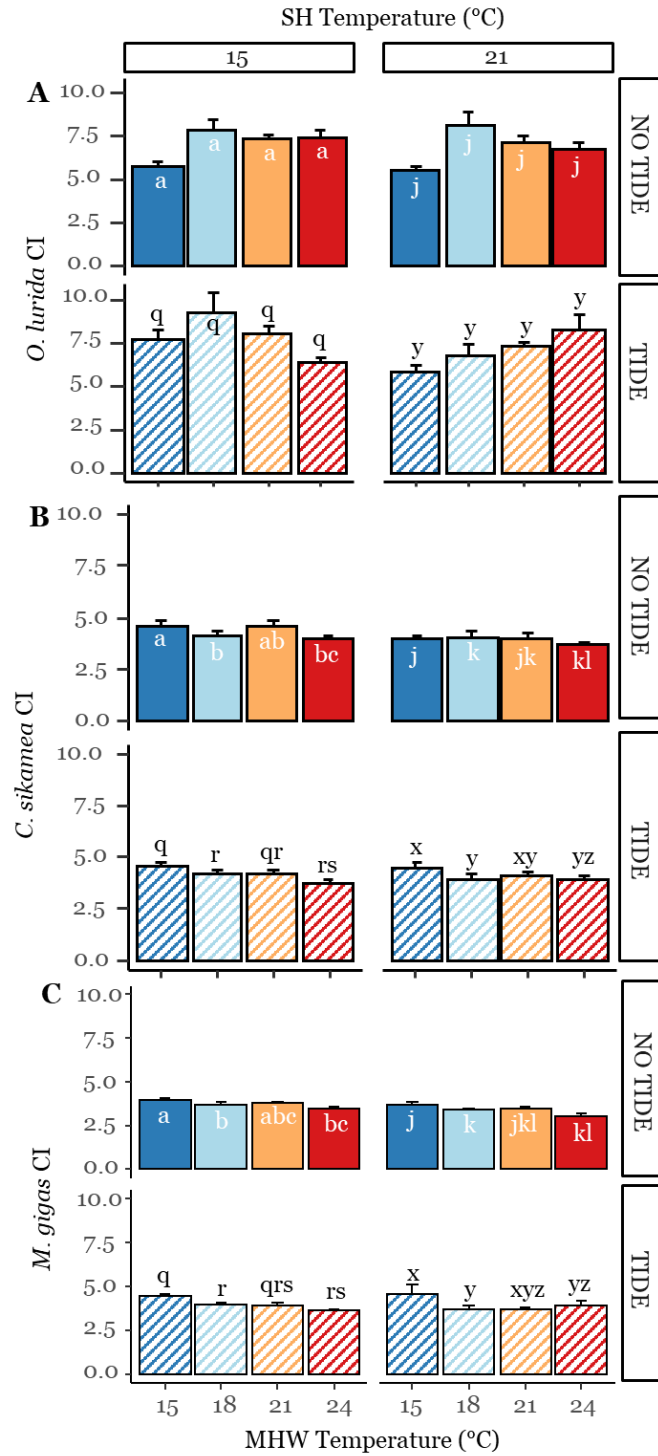 SH Temperature (°C)
15 21
A
O. lurida CI
10.0
7.5
5.0
2.5
0.0
a a a a
j j j j
NO TIDE
10.0
7.5
5.0
2.5
0.0
q q q q
y y y y
TIDE
B
C. sikamea CI
10.0
7.5
5.0
2.5
0.0
a b ab bc
j k jk kl
NO TIDE
10.0
7.5
5.0
2.5
0.0
q r qr rs
x y xy yz
TIDE
C
M. gigas CI
10.0
7.5
5.0
2.5
0.0
a b abc bc
j k jkl kl
NO TIDE
10.0
7.5
5.0
2.5
0.0
q r qrs rs
x y xyz yz
TIDE
15 18 21 24 15 18 21 24
MHW Temperature (°C)